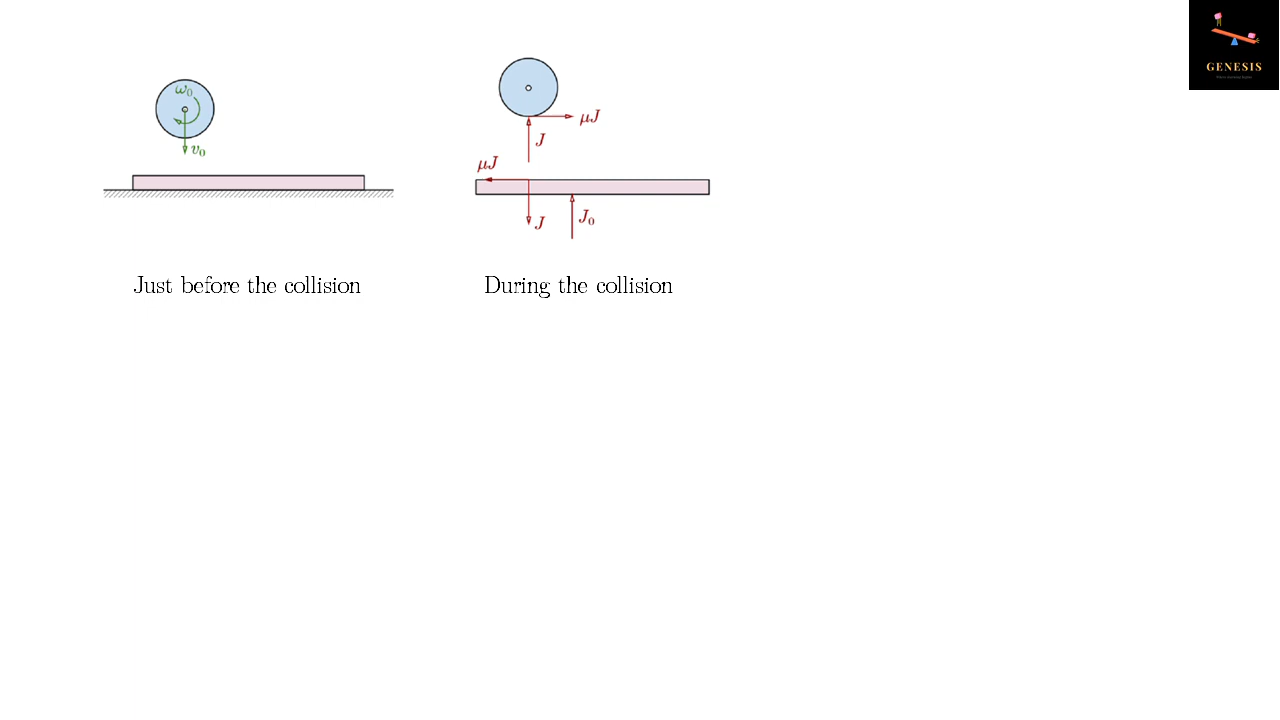 GENESIS
ω₀
v₀
μJ
J
μJ
J
J₀
Just before the collision
During the collision